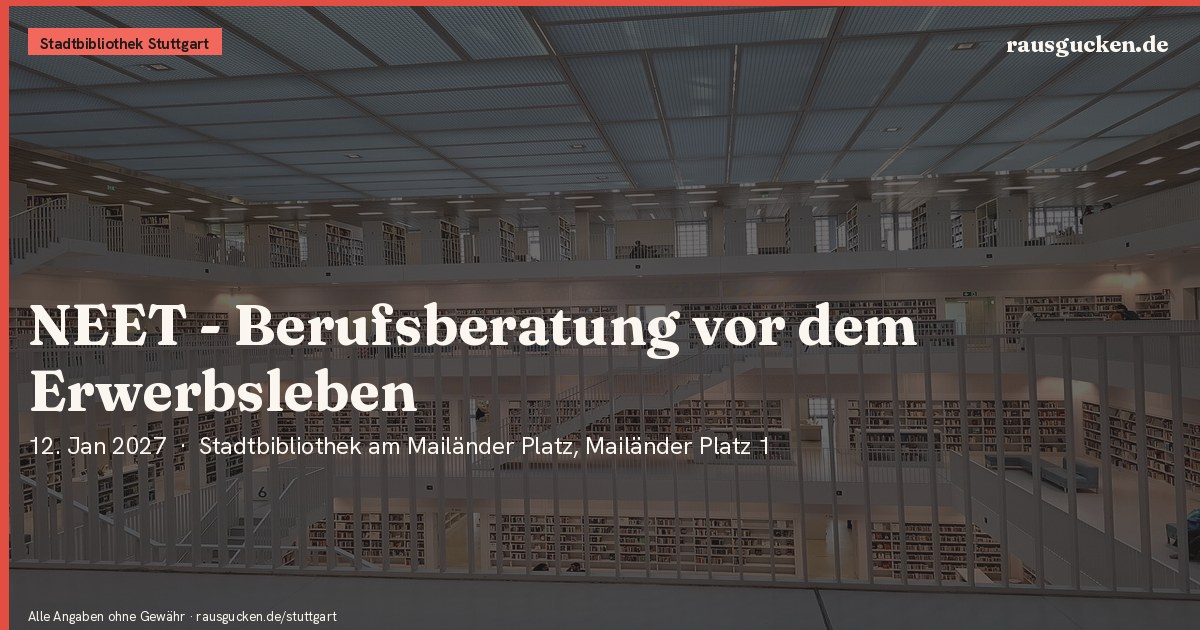 Stadtbibliothek Stuttgart
rausgucken.de
NEET - Berufsberatung vor dem
Erwerbsleben
12. Jan 2027 · Stadtbibliothek am Mailänder Platz, Mailänder Platz 1
6
Alle Angaben ohne Gewähr · rausgucken.de/stuttgart